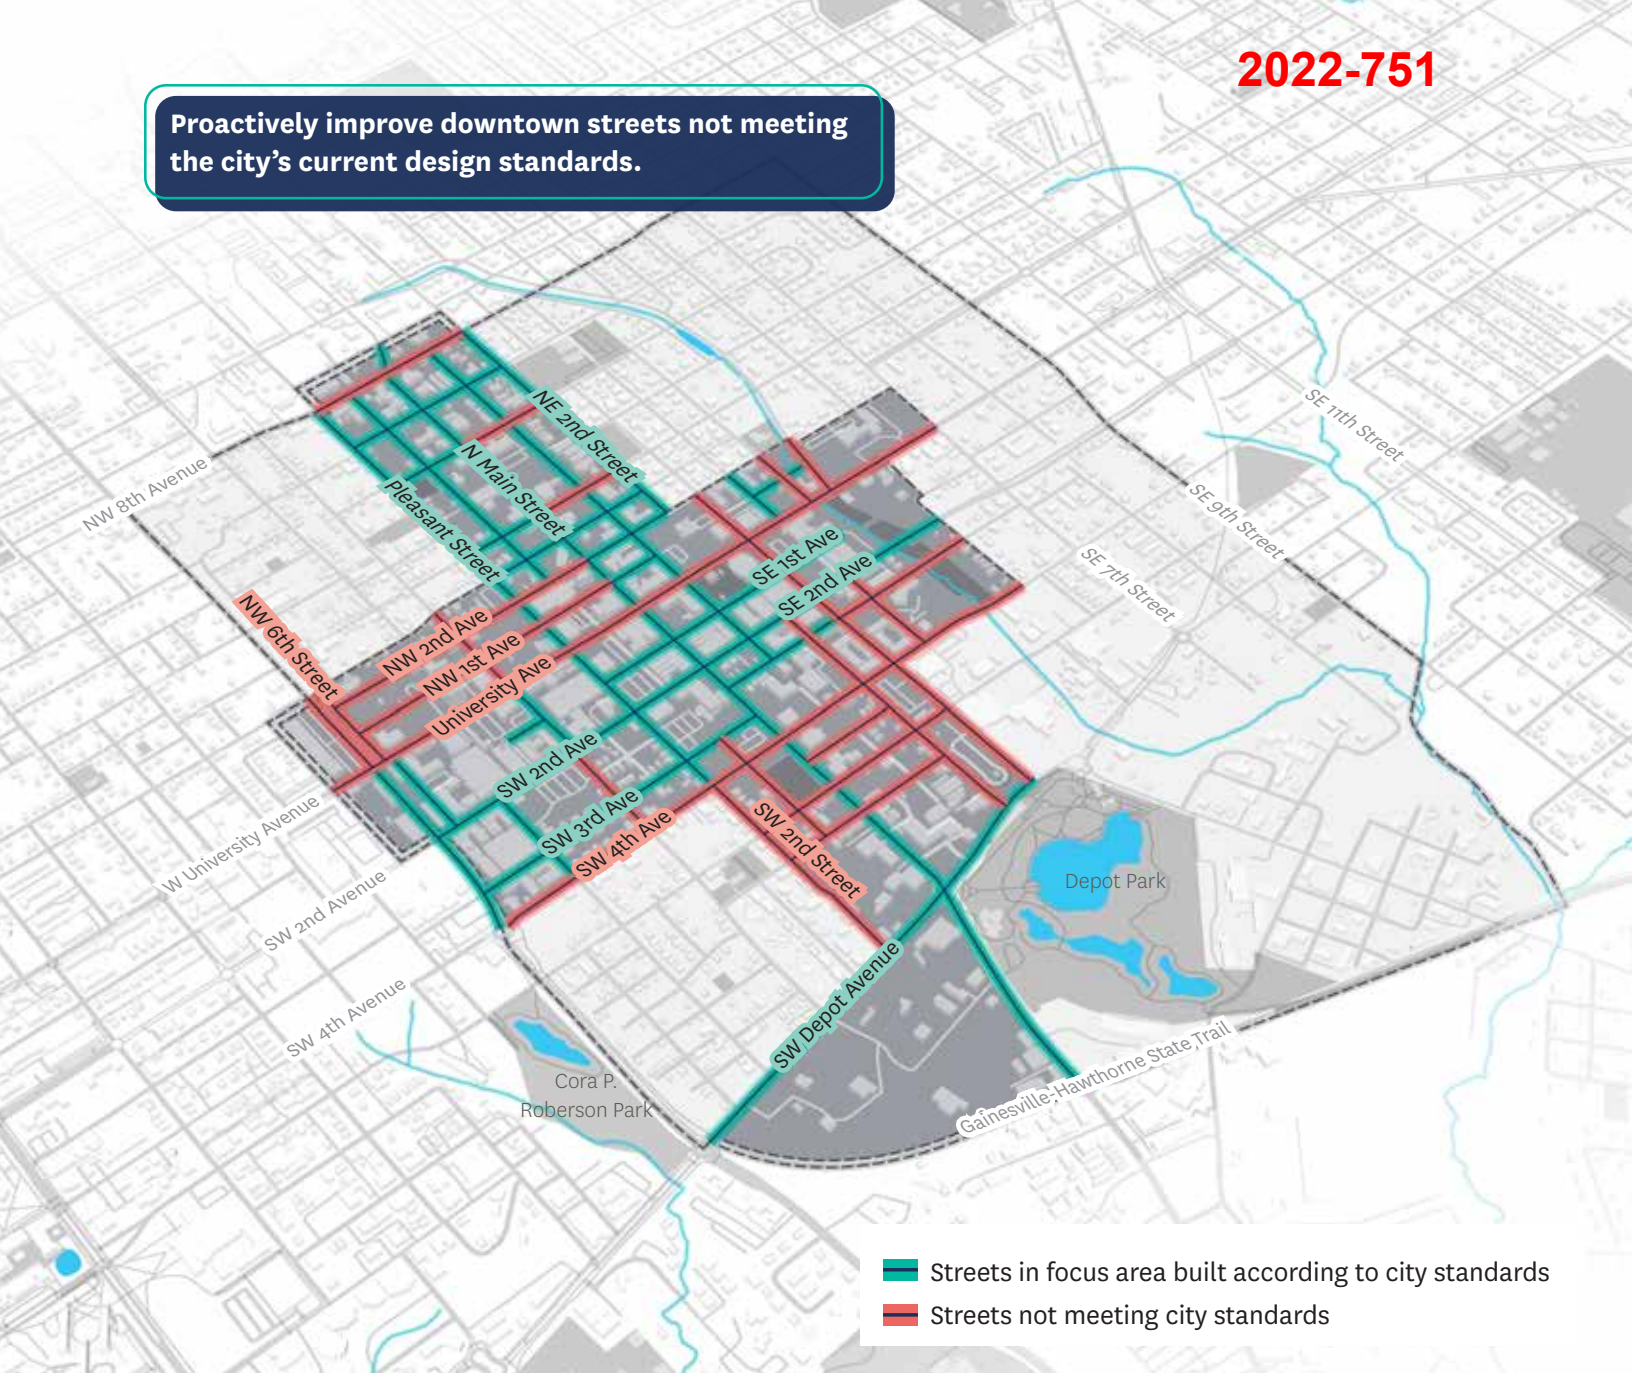 2022-751
Proactively improve downtown streets not meeting
the city's current design standards.
NE 2nd Street
N Main Street
Pleasant Street
NW 8th Avenue
SE 11th Street
SE 9th Street
SE 7th Street
SE 1st Ave
SE 2nd Ave
NW 6th Street
NW 2nd Ave
NW 1st Ave
University Ave
SW 2nd Ave
SW 3rd Ave
SW 4th Ave
SW 2nd Street
W University Avenue
SW 2nd Avenue
SW 4th Avenue
Depot Park
SW Depot Avenue
Cora P.
Roberson Park
Gainesville-Hawthorne State Trail
Streets in focus area built according to city standards
Streets not meeting city standards